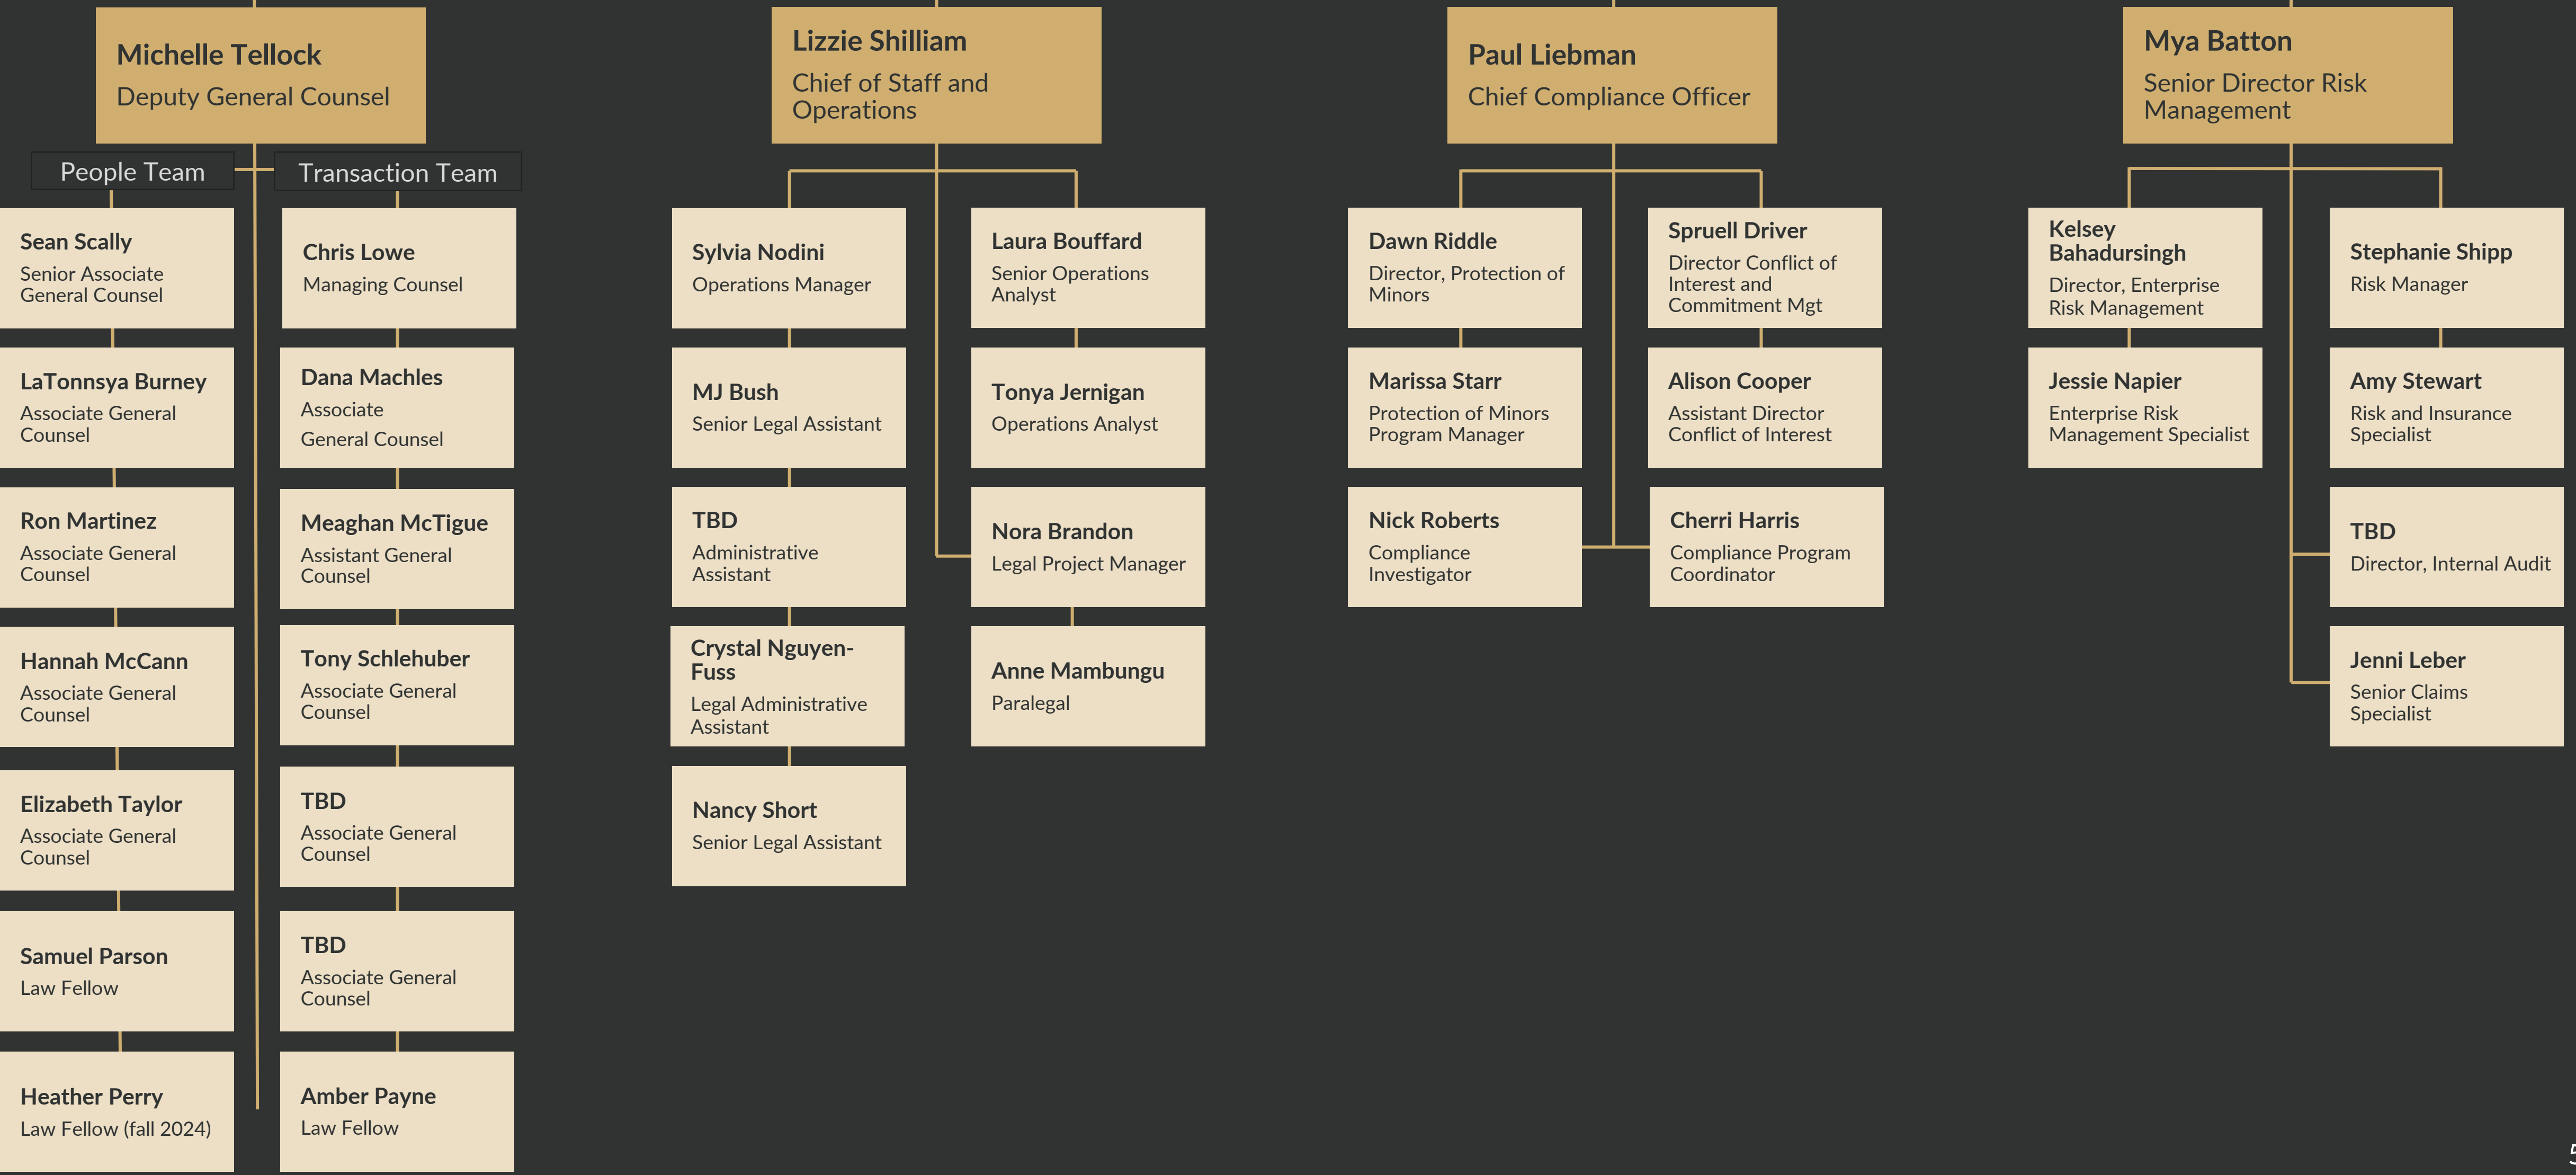 Michelle Tellock
Deputy General Counsel
People Team
Sean Scally
Senior Associate
General Counsel
LaTonnsya Burney
Associate General
Counsel
Ron Martinez
Associate General
Counsel
Hannah McCann
Associate General
Counsel
Elizabeth Taylor
Associate General
Counsel
Samuel Parson
Law Fellow
Heather Perry
Law Fellow (fall 2024)
Transaction Team
Chris Lowe
Managing Counsel
Dana Machles
Associate
General Counsel
Meaghan McTigue
Assistant General
Counsel
Tony Schlehuber
Associate General
Counsel
TBD
Associate General
Counsel
TBD
Associate General
Counsel
Amber Payne
Law Fellow
Lizzie Shilliam
Chief of Staff and
Operations
Sylvia Nodini
Operations Manager
MJ Bush
Senior Legal Assistant
TBD
Administrative
Assistant
Crystal Nguyen-
Fuss
Legal Administrative
Assistant
Nancy Short
Senior Legal Assistant
Laura Bouffard
Senior Operations
Analyst
Tonya Jernigan
Operations Analyst
Nora Brandon
Legal Project Manager
Anne Mambungu
Paralegal
Paul Liebman
Chief Compliance Officer
Dawn Riddle
Director, Protection of
Minors
Marissa Starr
Protection of Minors
Program Manager
Nick Roberts
Compliance
Investigator
Spruell Driver
Director Conflict of
Interest and
Commitment Mgt
Alison Cooper
Assistant Director
Conflict of Interest
Cherri Harris
Compliance Program
Coordinator
Mya Batton
Senior Director Risk
Management
Kelsey
Bahadursingh
Director, Enterprise
Risk Management
Jessie Napier
Enterprise Risk
Management Specialist
Stephanie Shipp
Risk Manager
Amy Stewart
Risk and Insurance
Specialist
TBD
Director, Internal Audit
Jenni Leber
Senior Claims
Specialist